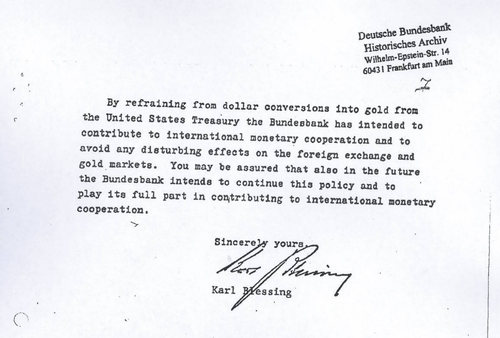 Deutsche Bundesbank
Historisches Archiv
Wilhelm-Epstein-Str. 14
60431 Frankfurt am Main
By refraining from dollar conversions into gold from
the United States Treasury the Bundesbank has intended to
contribute to international monetary cooperation and to
avoid any disturbing effects on the foreign exchange and
gold markets. You may be assured that also in the future
the Bundesbank intends to continue this policy and to
play its full part in contributing to international monetary
cooperation.
Sincerely yours,
Karl Blessing
Karl Blessing